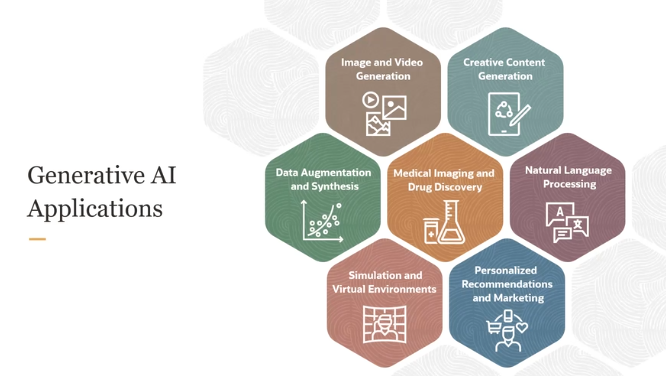 Generative AI
Applications
Image and Video
Generation
Creative Content
Generation
Data Augmentation
and Synthesis
Medical Imaging and
Drug Discovery
Natural Language
Processing
A
Simulation and
Virtual Environments
Personalized
Recommendations
and Marketing